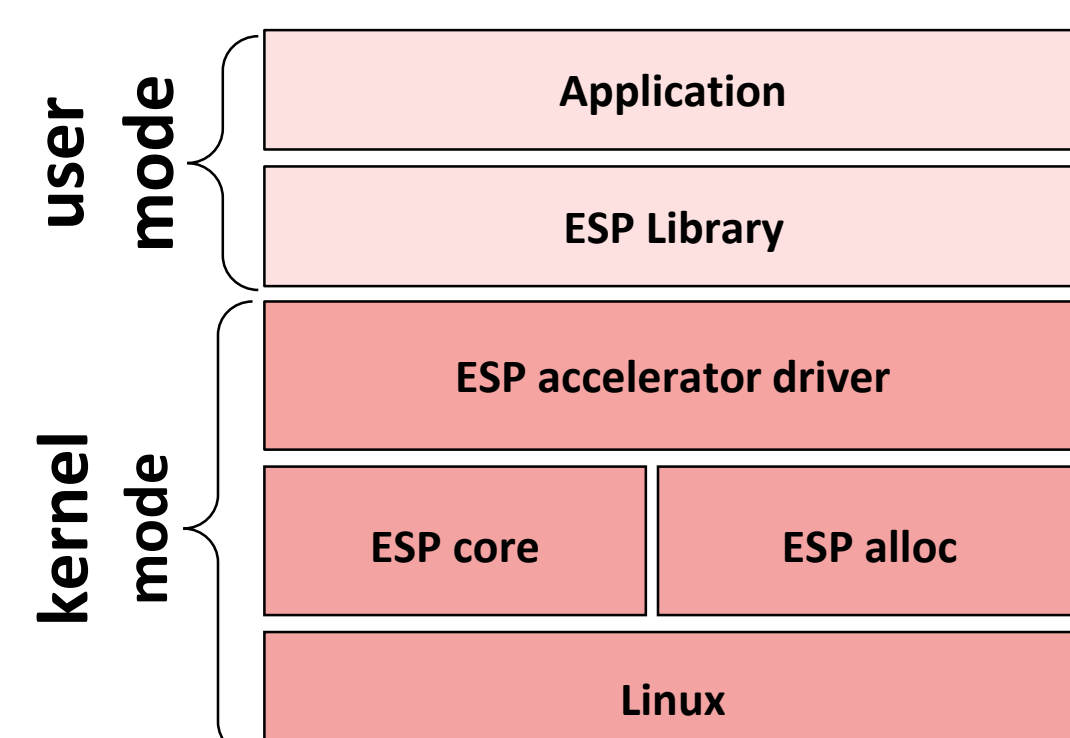 user
mode
Application
ESP Library
kernel
mode
ESP accelerator driver
ESP core
ESP alloc
Linux